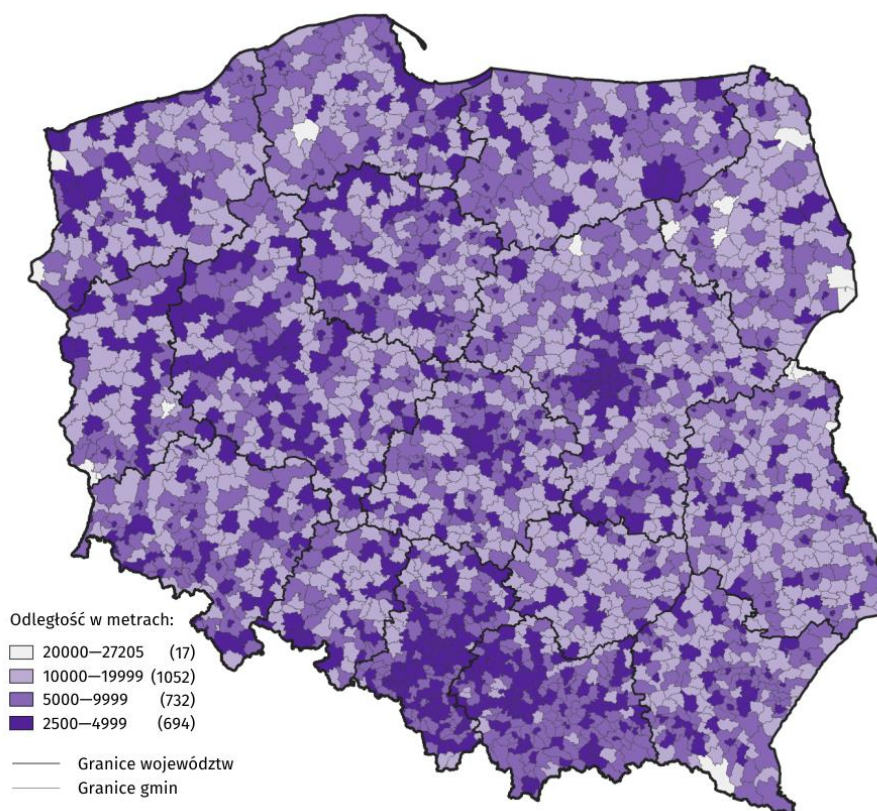 Odległość w metrach:
20000—27205 (17)
10000—19999 (1052)
5000—9999 (732)
2500—4999 (694)
Granice województw
Granice gmin